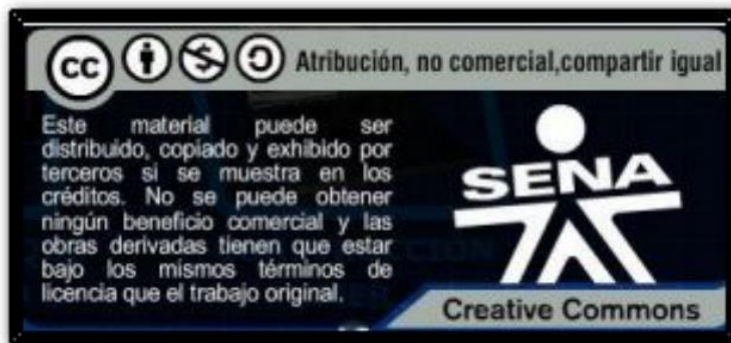 cc Atribución, no comercial,compartir igual
Este material puede ser
distribuido, copiado y exhibido por
terceros si se muestra en los
créditos. No se puede obtener
ningún beneficio comercial y las
obras derivadas tienen que estar
bajo los mismos términos de
licencia que el trabajo original.
SENA
Creative Commons